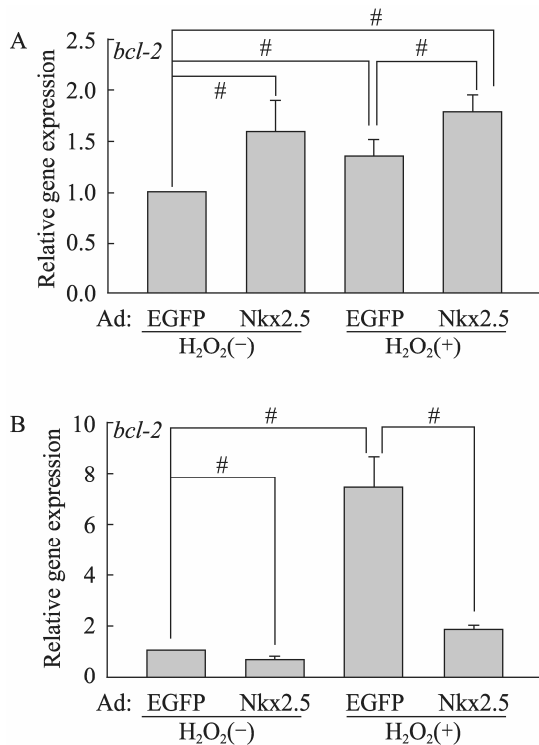 A
bcl-2
#
#
#
#
Relative gene expression
2.5
2.0
1.5
1.0
0.5
0.0
Ad: EGFP Nkx2.5 EGFP Nkx2.5
H₂O₂(−) H₂O₂(+)
B
bcl-2
#
#
#
Relative gene expression
10
8
6
4
2
0
Ad: EGFP Nkx2.5 EGFP Nkx2.5
H₂O₂(−) H₂O₂(+)